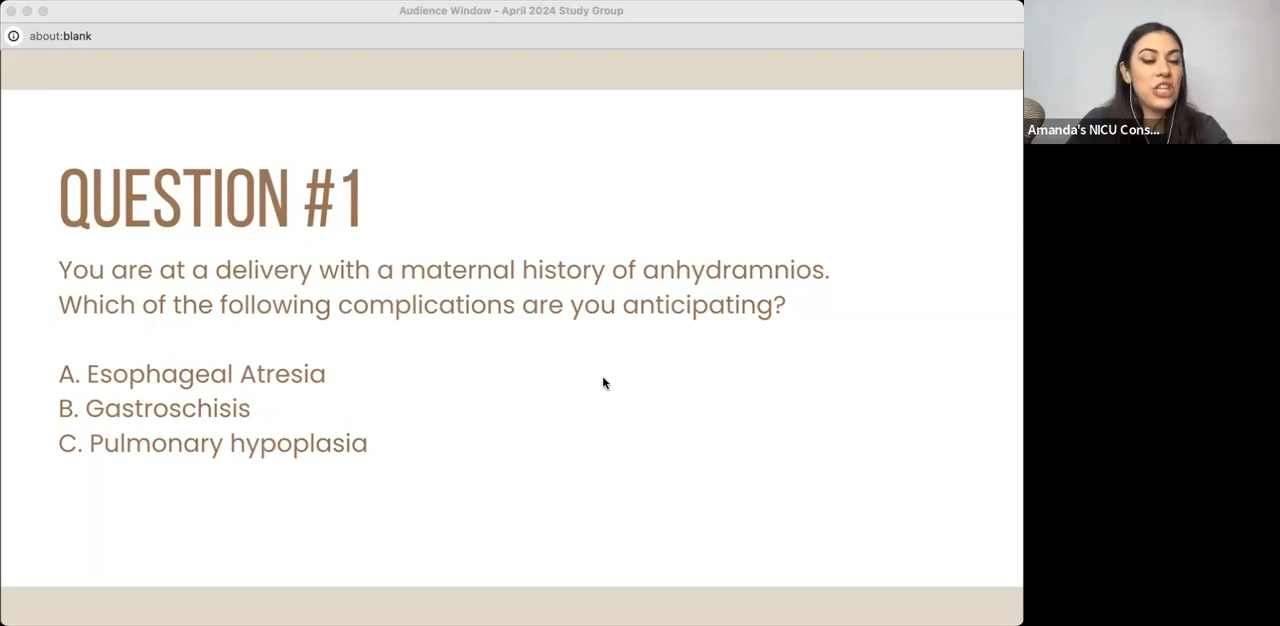 Audience Window - April 2024 Study Group
about:blank
QUESTION #1
You are at a delivery with a maternal history of anhydramnios.
Which of the following complications are you anticipating?
A. Esophageal Atresia
B. Gastroschisis
C. Pulmonary hypoplasia
Amanda's NICU Cons...